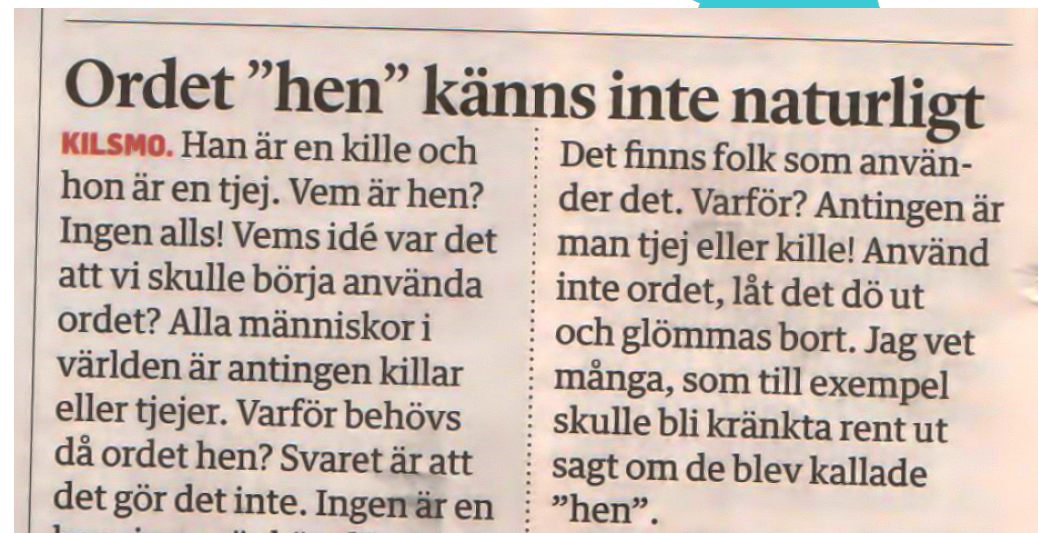 Ordet ”hen” känns inte naturligt
KILSMO. Han är en kille och
hon är en tjej. Vem är hen?
Ingen alls! Vems idé var det
att vi skulle börja använda
ordet? Alla människor i
världen är antingen killar
eller tjejer. Varför behövs
då ordet hen? Svaret är att
det gör det inte. Ingen är en
Det finns folk som använ-
der det. Varför? Antingen är
man tjej eller kille! Använd
inte ordet, låt det dö ut
och glömmas bort. Jag vet
många, som till exempel
skulle bli kränkta rent ut
sagt om de blev kallade
”hen”.